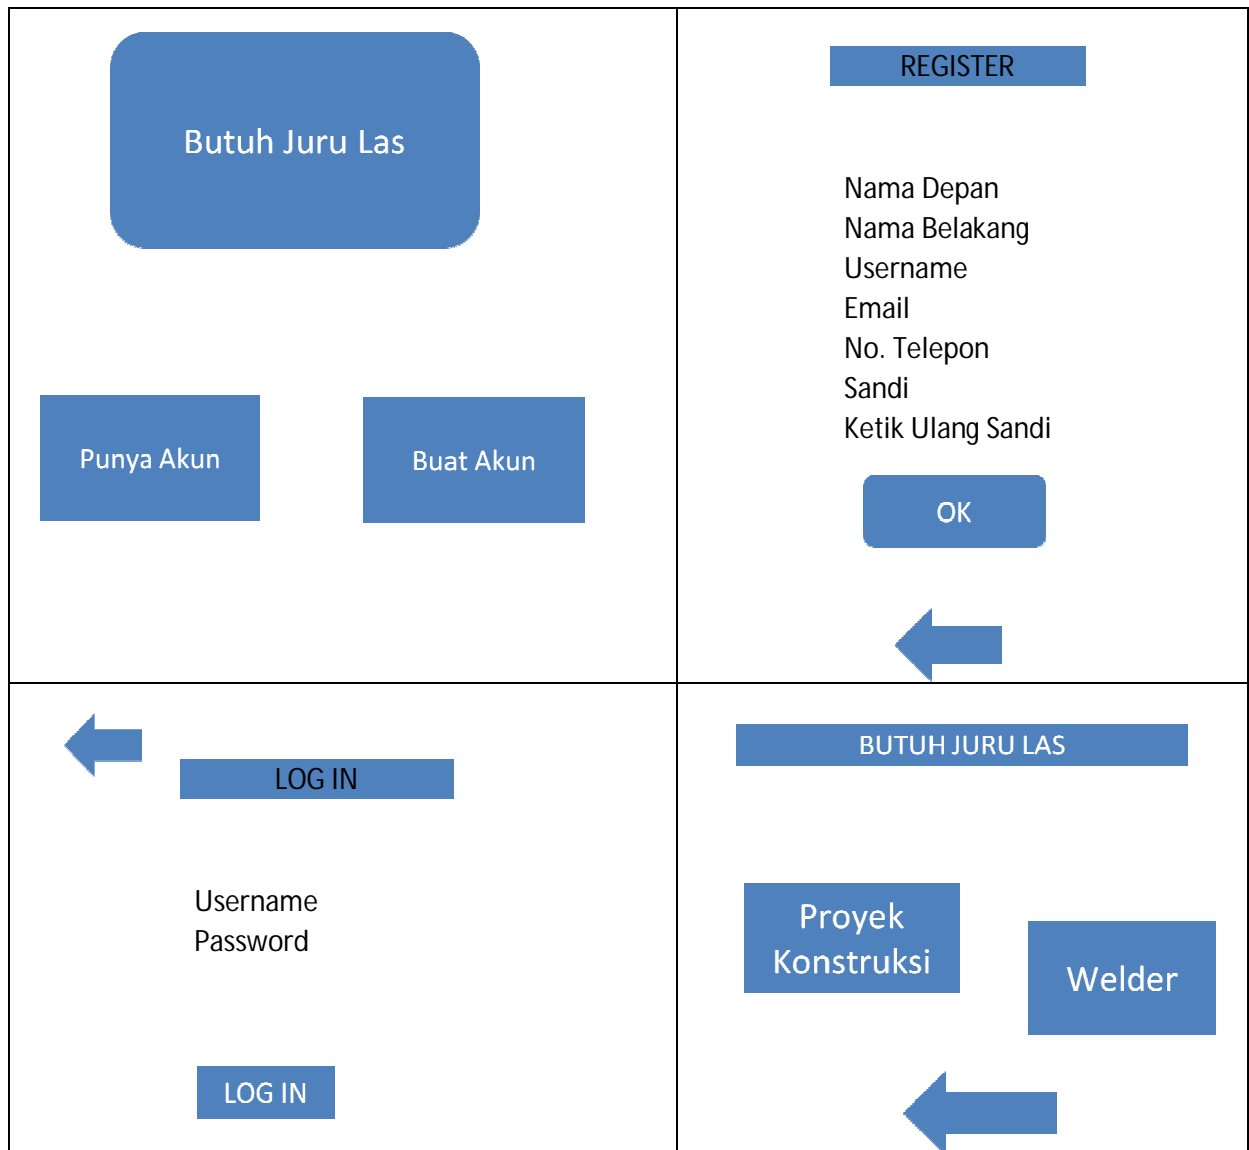 Butuh Juru Las
Punya Akun
Buat Akun
REGISTER
Nama Depan
Nama Belakang
Username
Email
No. Telepon
Sandi
Ketik Ulang Sandi
OK
LOG IN
Username
Password
LOG IN
BUTUH JURU LAS
Proyek
Konstruksi
Welder